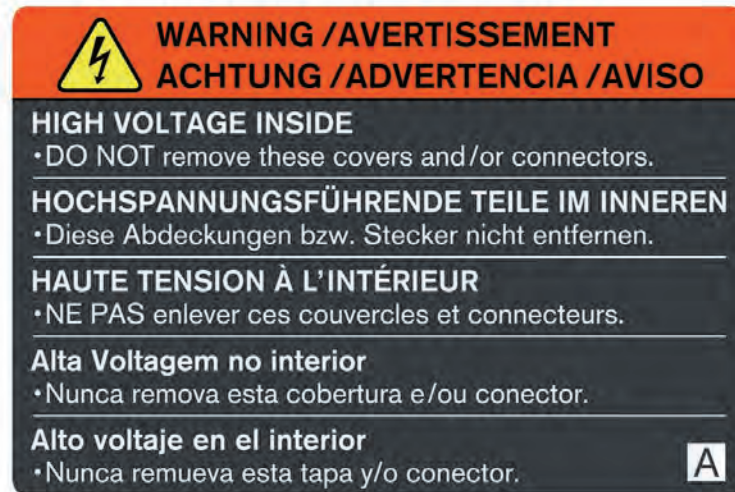 WARNING /AVERTISSEMENT
ACHTUNG /ADVERTENCIA /AVISO
HIGH VOLTAGE INSIDE
•DO NOT remove these covers and/or connectors.
HOCHSPANNUNGSFÜHRENDE TEILE IM INNEREN
•Diese Abdeckungen bzw. Stecker nicht entfernen.
HAUTE TENSION À L'INTÉRIEUR
•NE PAS enlever ces couvercles et connecteurs.
Alta Voltagem no interior
•Nunca remova esta cobertura e/ou conector.
Alto voltaje en el interior
•Nunca remueva esta tapa y/o conector.
A